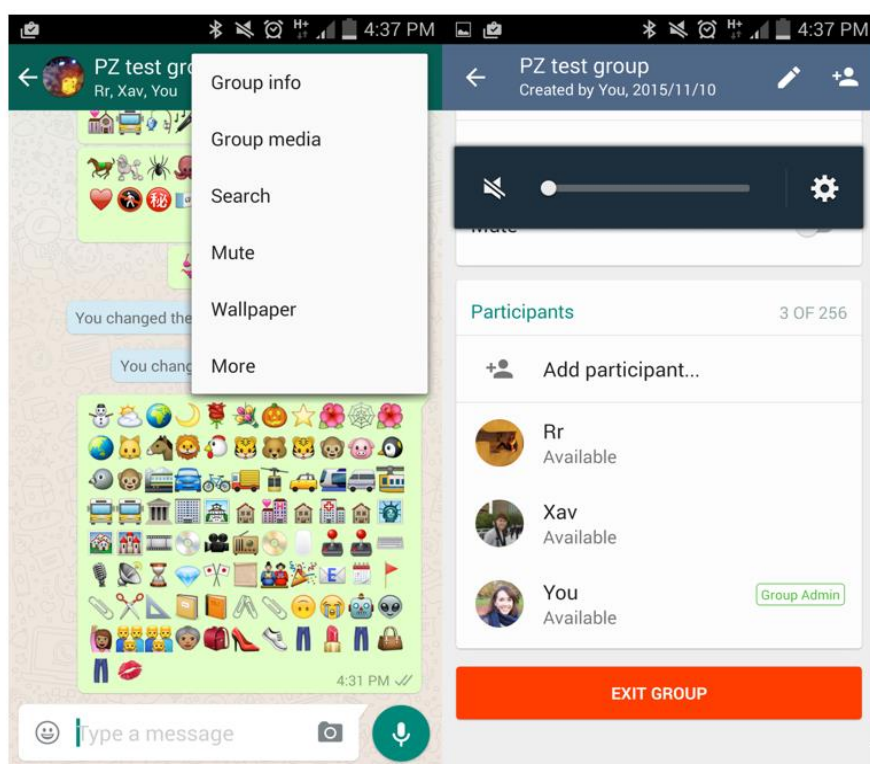 4:37 PM
PZ test gro
Rr, Xav, You
Group info
Group media
Search
Mute
Wallpaper
More
You changed the
You chang
4:31 PM
Type a message
4:37 PM
PZ test group
Created by You, 2015/11/10
Mute
Participants
3 OF 256
Add participant...
Rr
Available
Xav
Available
You
Group Admin
Available
EXIT GROUP